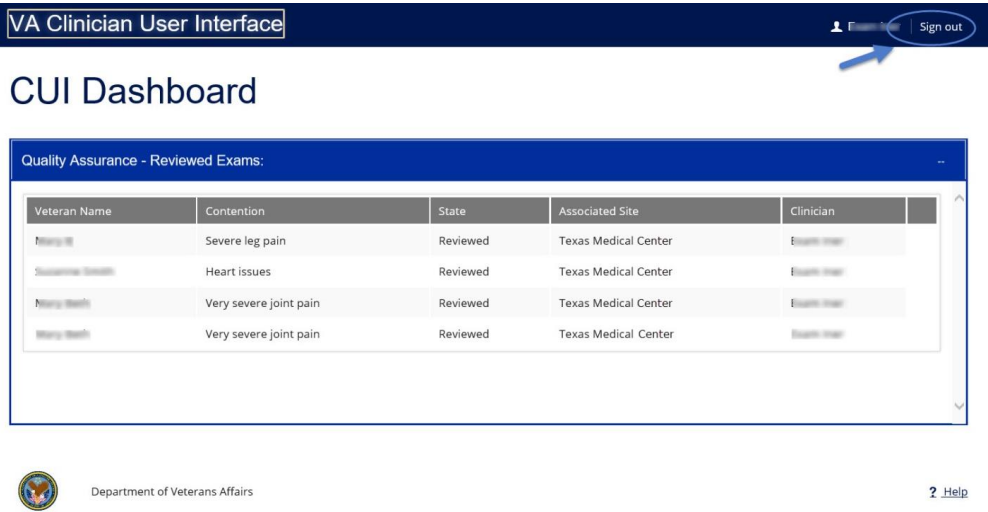 VA Clinician User Interface
Sign out
CUI Dashboard
Quality Assurance - Reviewed Exams: --
Veteran Name Contention State Associated Site Clinician
Severe leg pain Reviewed Texas Medical Center
Heart issues Reviewed Texas Medical Center
Very severe joint pain Reviewed Texas Medical Center
Very severe joint pain Reviewed Texas Medical Center
Department of Veterans Affairs ? Help